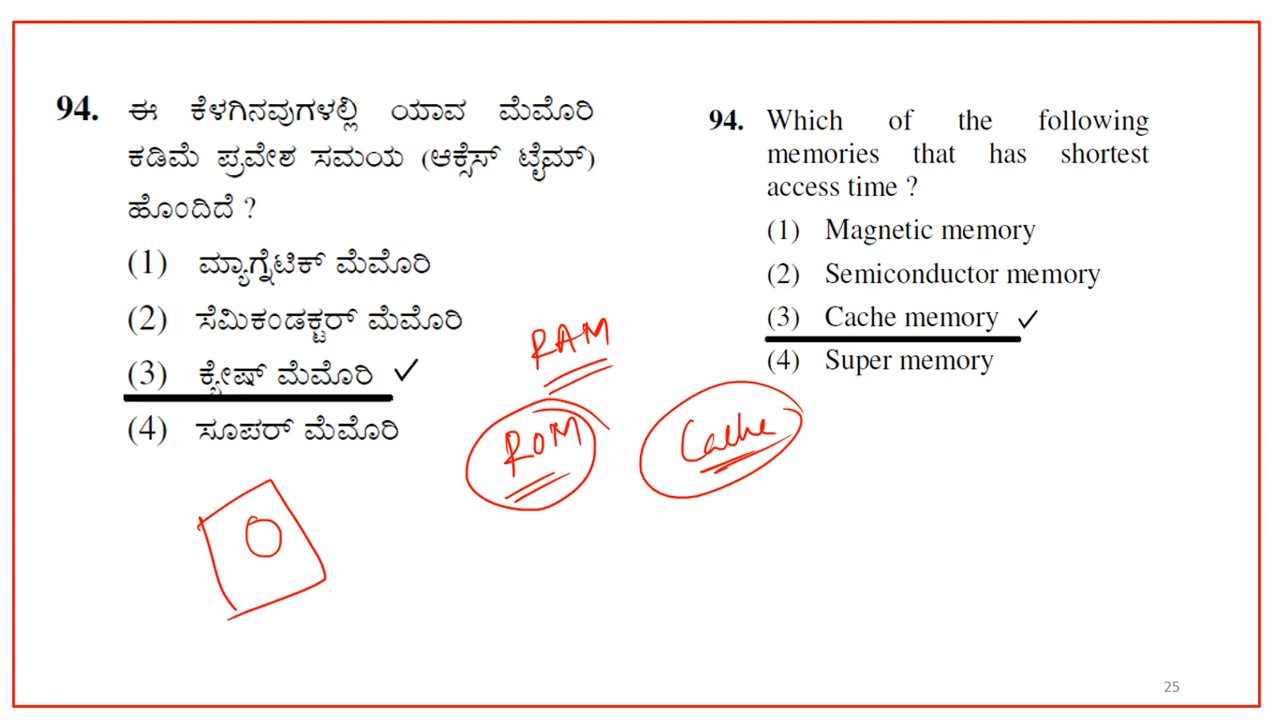 94. ಈ ಕೆಳಗಿನವುಗಳಲ್ಲಿ ಯಾವ ಮೆಮೊರಿ
ಕಡಿಮೆ ಪ್ರವೇಶ ಸಮಯ (ಆಕ್ಸೆಸ್ ಟೈಮ್)
ಹೊಂದಿದೆ ?
(1) ಮ್ಯಾಗ್ನೆಟಿಕ್ ಮೆಮೊರಿ
(2) ಸೆಮಿಕಂಡಕ್ಟರ್ ಮೆಮೊರಿ
(3) ಕ್ಯೇಷ್ ಮೆಮೊರಿ ✓
(4) ಸೂಪರ್ ಮೆಮೊರಿ
94. Which of the following
memories that has shortest
access time ?
(1) Magnetic memory
(2) Semiconductor memory
(3) Cache memory ✓
(4) Super memory
RAM
ROM
Cache
25